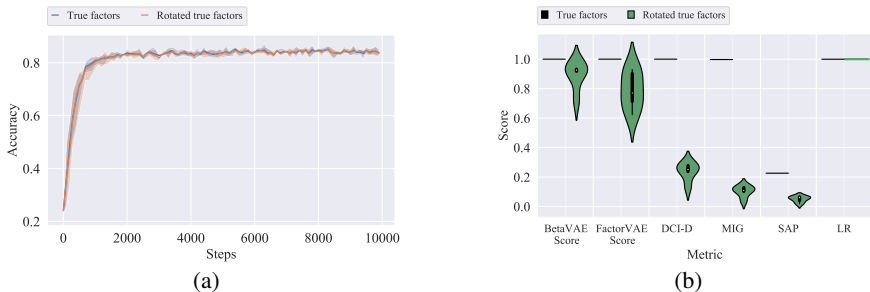 True factors Rotated true factors
0.8
0.6
0.4
0.2
Accuracy
0 2000 4000 6000 8000 10000
Steps
(a)
True factors Rotated true factors
1.0
0.8
0.6
0.4
0.2
0.0
Score
BetaVAE Score
FactorVAE Score
DCI-D
MIG
SAP
LR
Metric
(b)